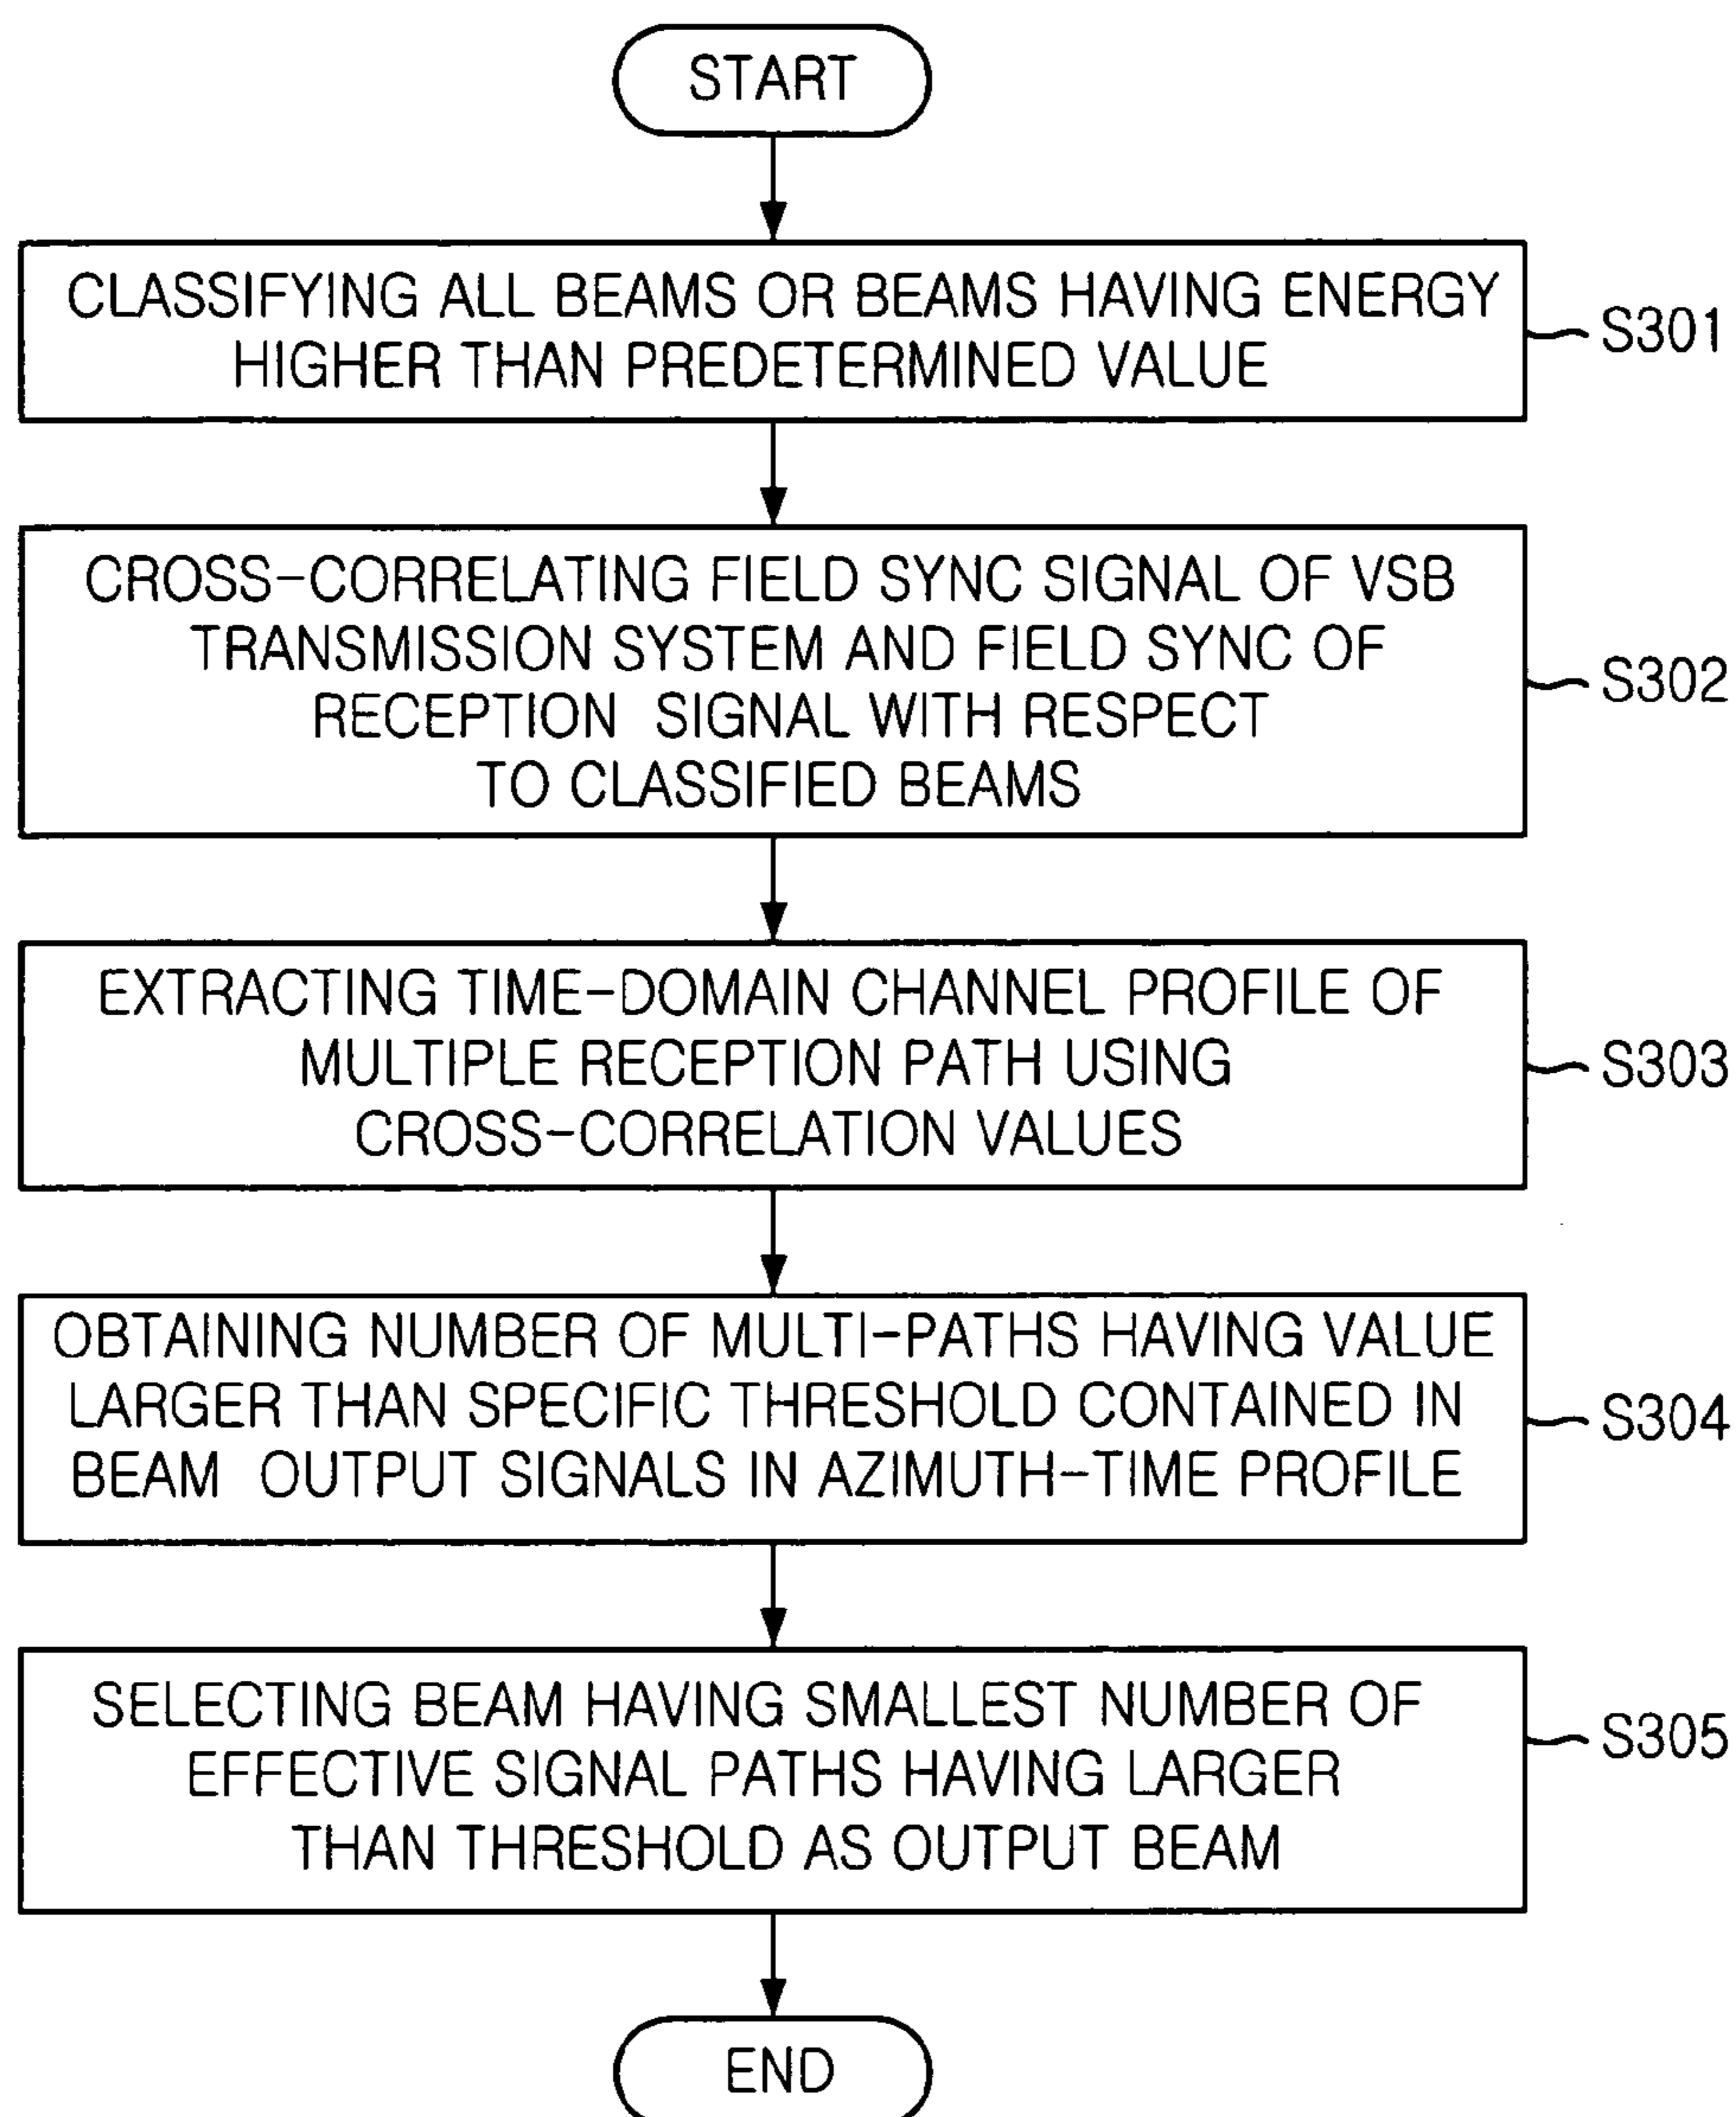 START
CLASSIFYING ALL BEAMS OR BEAMS HAVING ENERGY
HIGHER THAN PREDETERMINED VALUE
S301
CROSS-CORRELATING FIELD SYNC SIGNAL OF VSB
TRANSMISSION SYSTEM AND FIELD SYNC OF
RECEPTION SIGNAL WITH RESPECT
TO CLASSIFIED BEAMS
S302
EXTRACTING TIME-DOMAIN CHANNEL PROFILE OF
MULTIPLE RECEPTION PATH USING
CROSS-CORRELATION VALUES
S303
OBTAINING NUMBER OF MULTI-PATHS HAVING VALUE
LARGER THAN SPECIFIC THRESHOLD CONTAINED IN
BEAM OUTPUT SIGNALS IN AZIMUTH-TIME PROFILE
S304
SELECTING BEAM HAVING SMALLEST NUMBER OF
EFFECTIVE SIGNAL PATHS HAVING LARGER
THAN THRESHOLD AS OUTPUT BEAM
S305
END